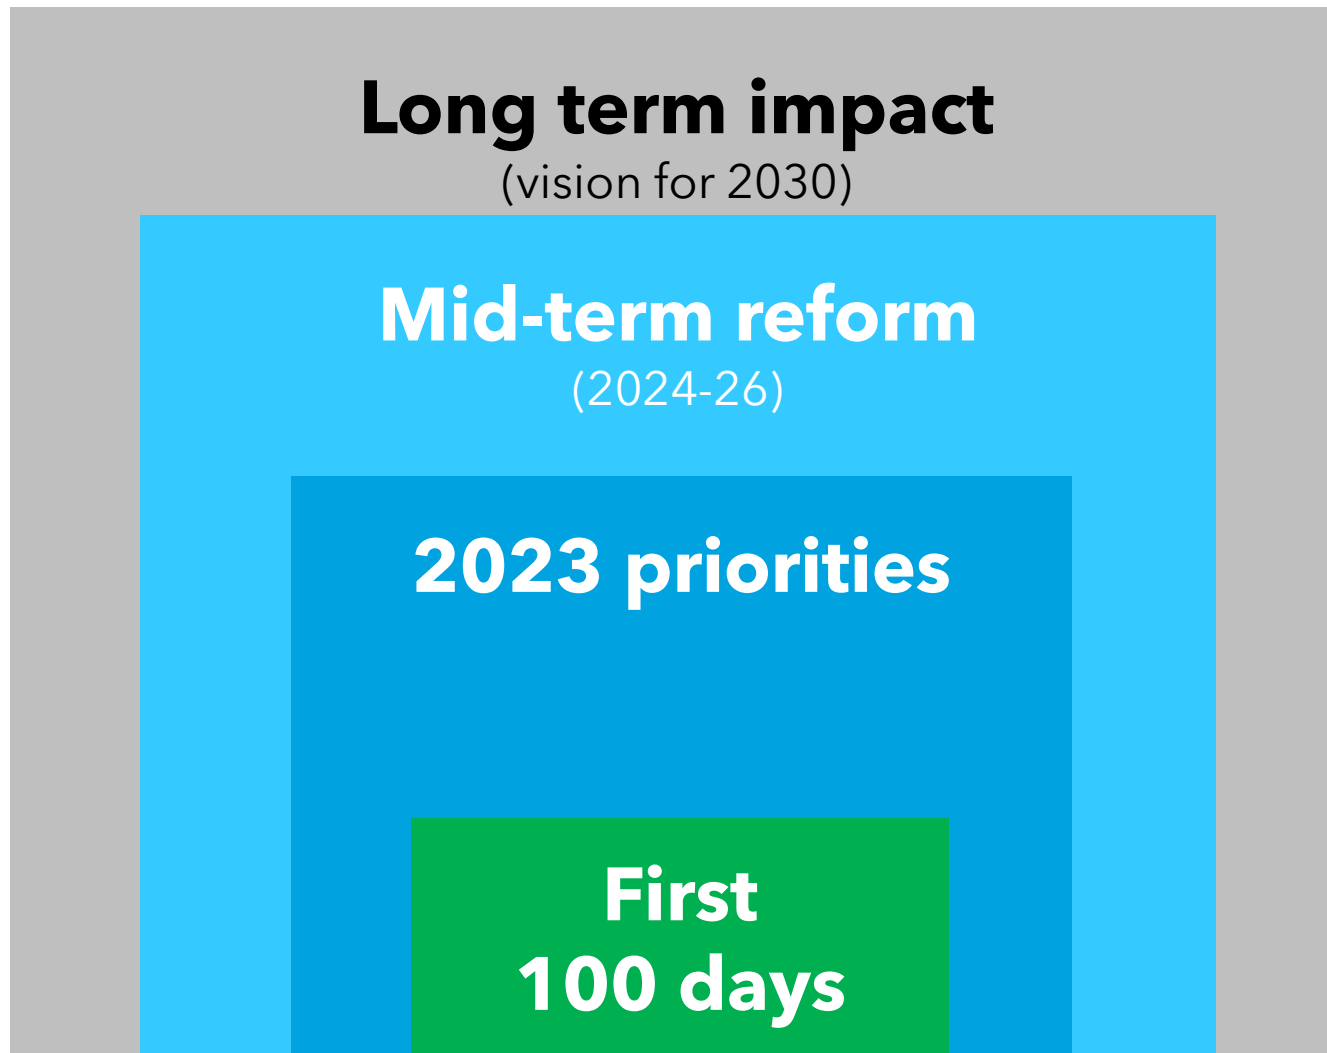 Long term impact
(vision for 2030)
Mid-term reform
(2024-26)
2023 priorities
First
100 days